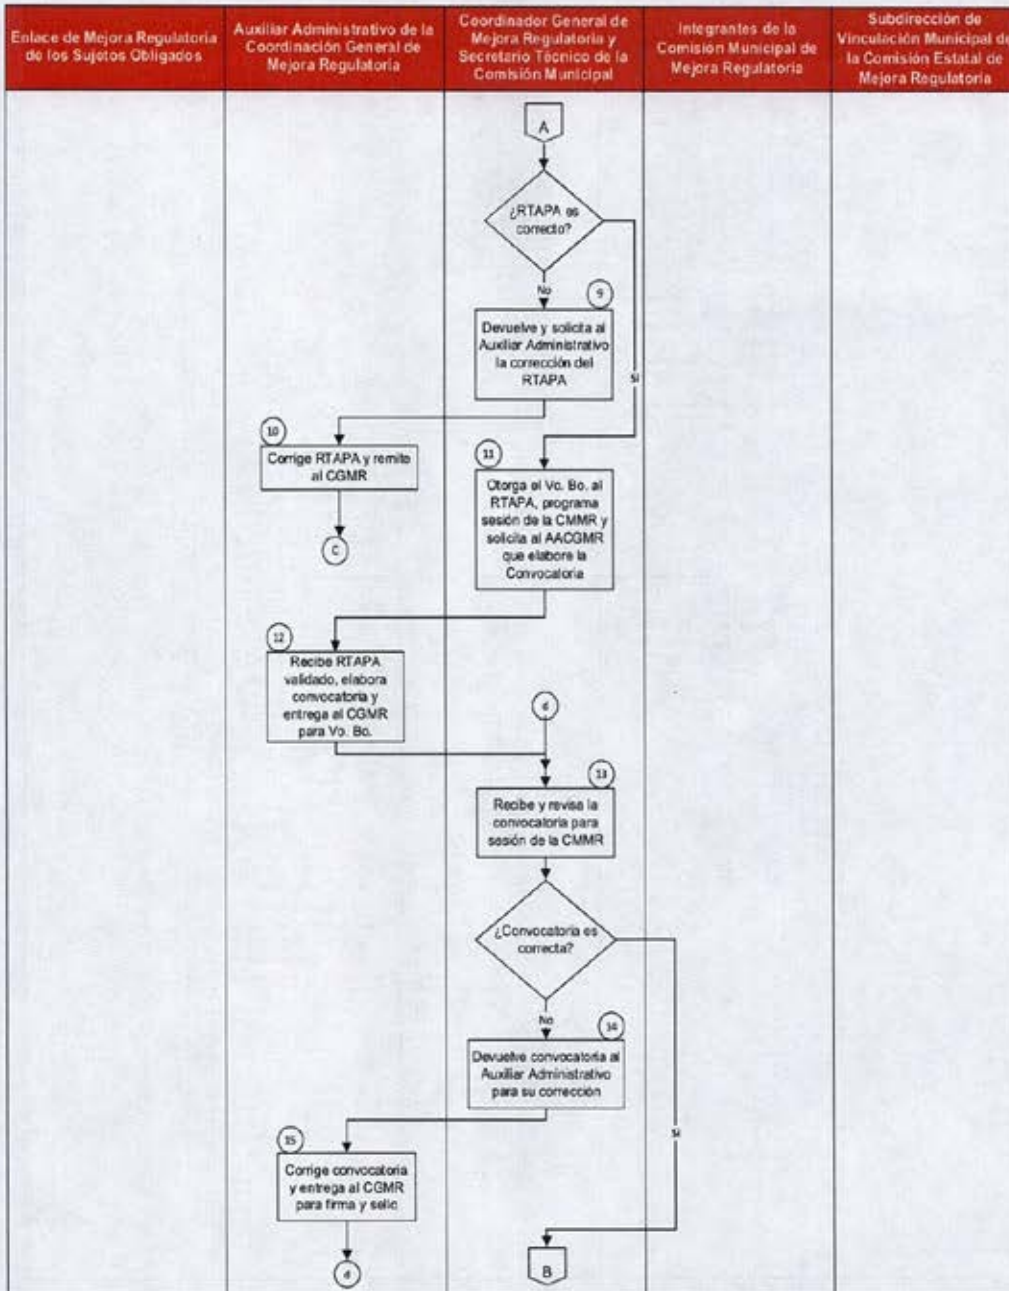 Enlace de Mejora Regulatoria
de los Sujetos Obligados
Auxiliar Administrativo de la
Coordinación General de
Mejora Regulatoria
Coordinador General de
Mejora Regulatoria y
Secretario Técnico de la
Comisión Municipal
Integrantes de la
Comisión Municipal de
Mejora Regulatoria
Subdirección de
Vinculación Municipal de
la Comisión Estatal de
Mejora Regulatoria
A
¿RTAPA es
correcto?
No
Si
9
Devuelve y solicita al
Auxiliar Administrativo
la corrección del
RTAPA
10
Corrige RTAPA y remite
al CGMR
C
11
Otorga el Vo. Bo. al
RTAPA, programa
sesión de la CMMR y
solicita al AACGMR
que elabore la
Convocatoria
12
Recibe RTAPA
validado, elabora
convocatoria y
entrega al CGMR
para Vo. Bo.
d
13
Recibe y revisa la
convocatoria para
sesión de la CMMR
¿Convocatoria es
correcta?
No
Si
14
Devuelve convocatoria al
Auxiliar Administrativo
para su corrección
15
Corrige convocatoria
y entrega al CGMR
para firma y sello
d
B